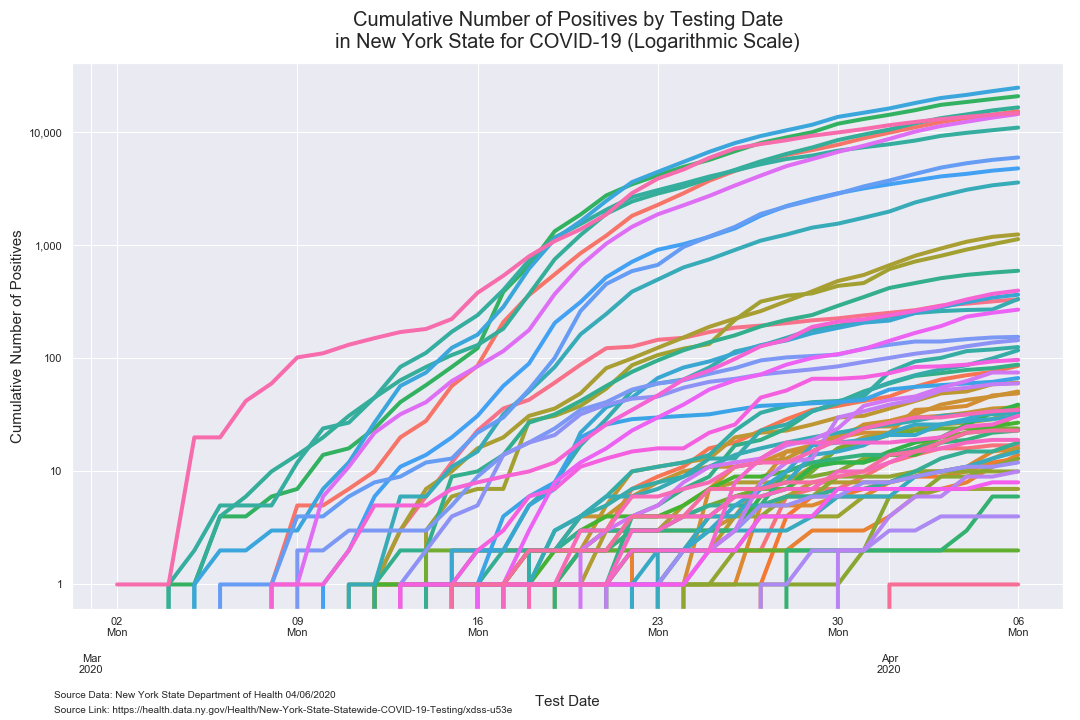 Cumulative Number of Positives by Testing Date
in New York State for COVID-19 (Logarithmic Scale)
Cumulative Number of Positives
10,000
1,000
100
10
1
02
Mon
09
Mon
16
Mon
23
Mon
30
Mon
06
Mon
Mar
2020
Apr
2020
Test Date
Source Data: New York State Department of Health 04/06/2020
Source Link: https://health.data.ny.gov/Health/New-York-State-Statewide-COVID-19-Testing/xdss-u53e